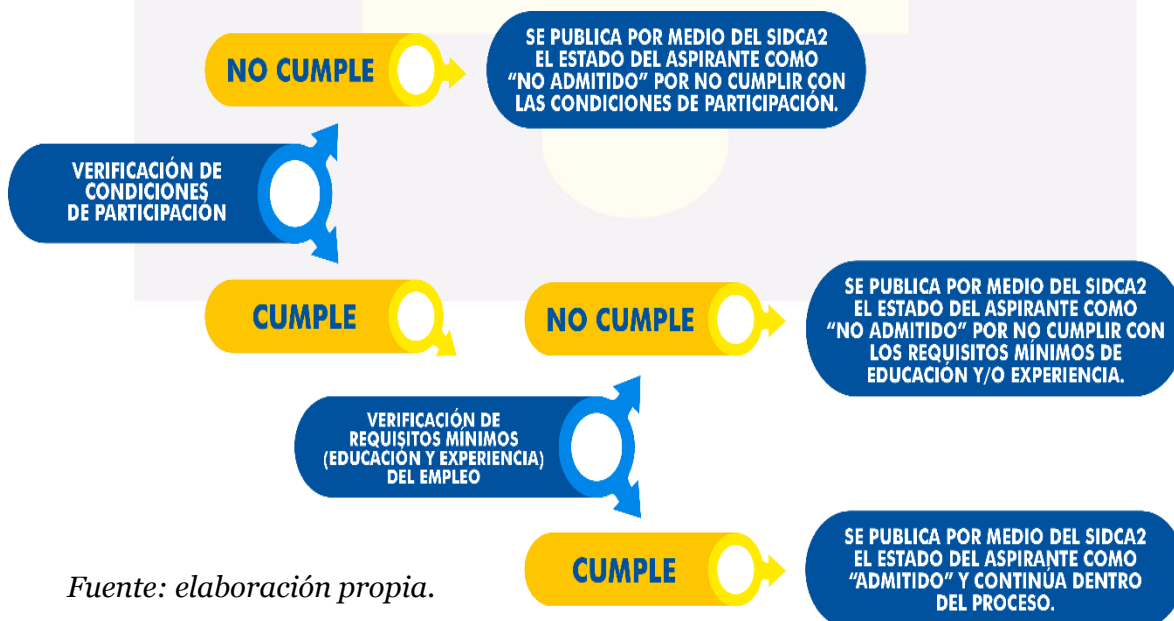 NO CUMPLE
SE PUBLICA POR MEDIO DEL SIDCA2
EL ESTADO DEL ASPIRANTE COMO
“NO ADMITIDO” POR NO CUMPLIR CON
LAS CONDICIONES DE PARTICIPACIÓN.
VERIFICACIÓN DE
CONDICIONES
DE PARTICIPACIÓN
CUMPLE
NO CUMPLE
SE PUBLICA POR MEDIO DEL SIDCA2
EL ESTADO DEL ASPIRANTE COMO
“NO ADMITIDO” POR NO CUMPLIR CON
LOS REQUISITOS MÍNIMOS DE
EDUCACIÓN Y/O EXPERIENCIA.
VERIFICACIÓN DE
REQUISITOS MÍNIMOS
(EDUCACIÓN Y EXPERIENCIA)
DEL EMPLEO
CUMPLE
SE PUBLICA POR MEDIO DEL SIDCA2
EL ESTADO DEL ASPIRANTE COMO
“ADMITIDO” Y CONTINÚA DENTRO
DEL PROCESO.
Fuente: elaboración propia.